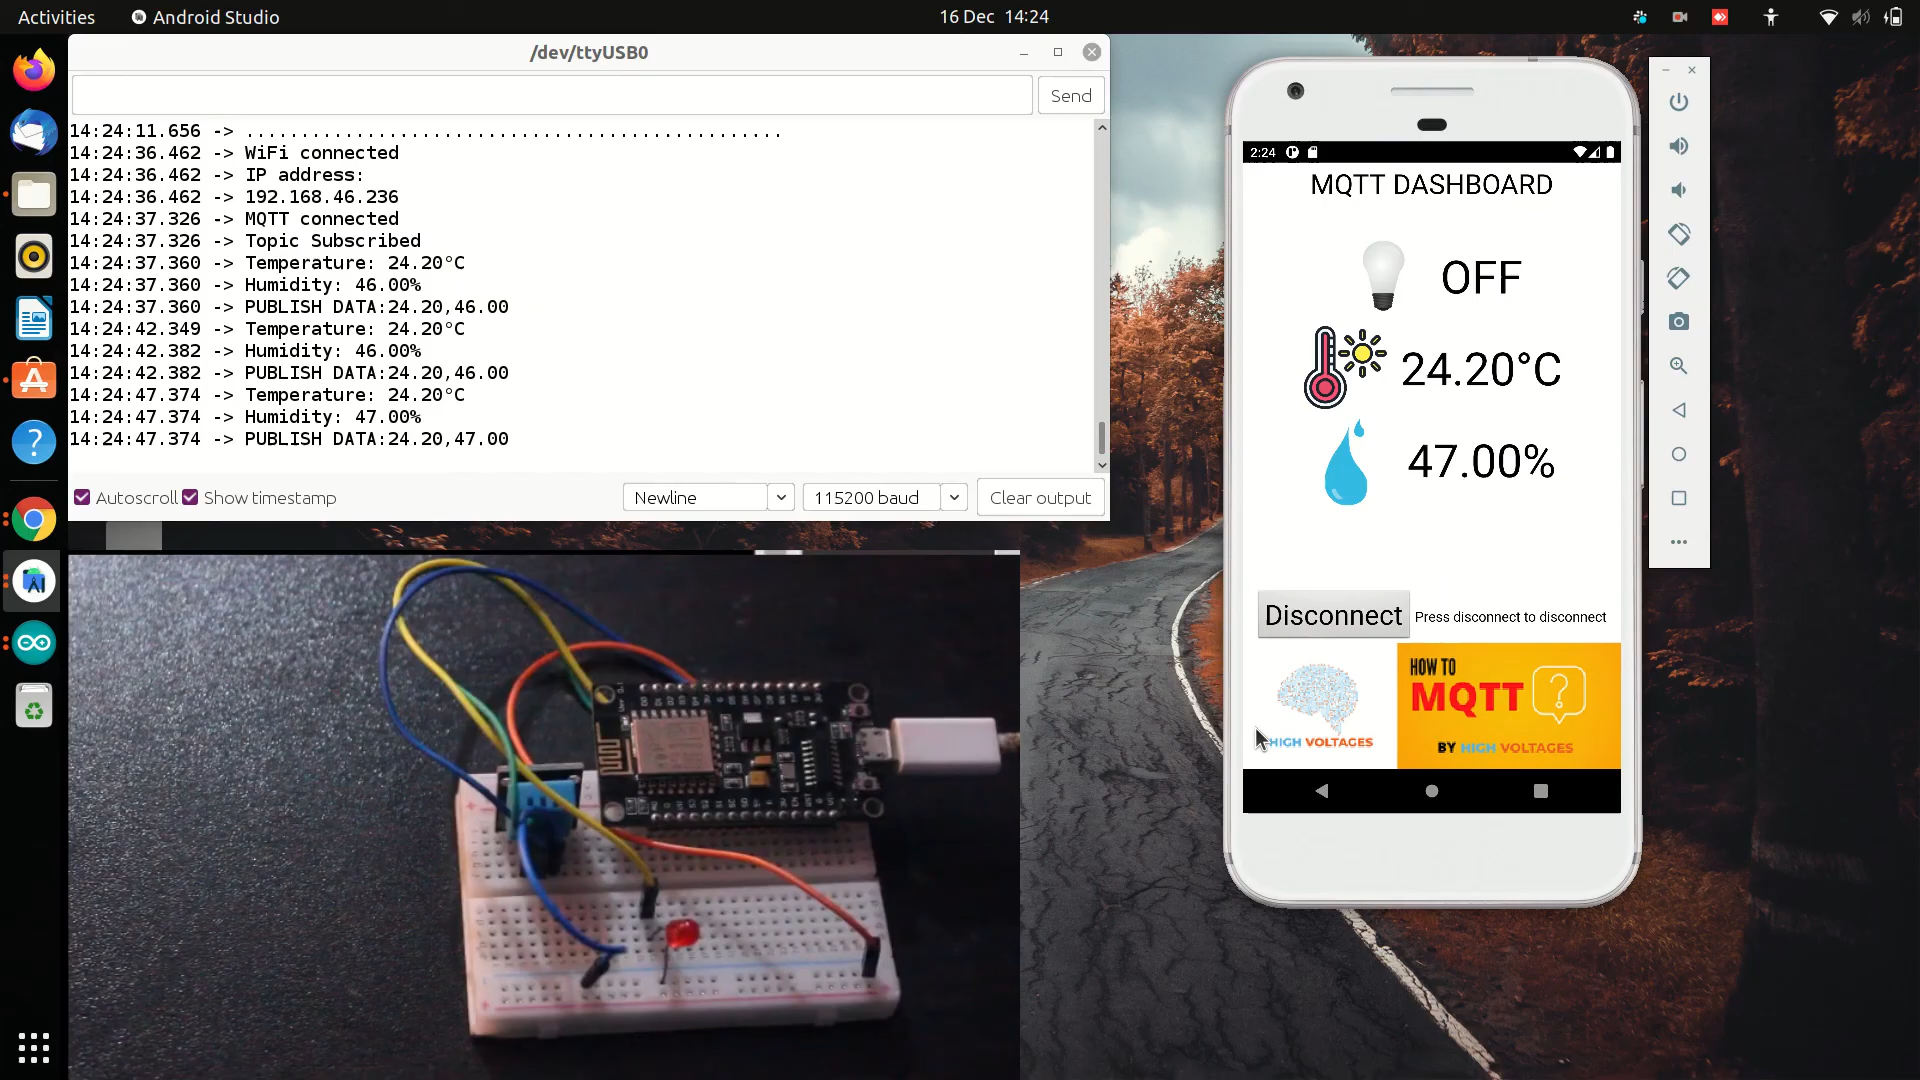 Activities
Android Studio
16 Dec 14:24
/dev/ttyUSB0
Send
14:24:11.656 -> .................................................
14:24:36.462 -> WiFi connected
14:24:36.462 -> IP address:
14:24:36.462 -> 192.168.46.236
14:24:37.326 -> MQTT connected
14:24:37.326 -> Topic Subscribed
14:24:37.360 -> Temperature: 24.20°C
14:24:37.360 -> Humidity: 46.00%
14:24:37.360 -> PUBLISH DATA:24.20,46.00
14:24:42.349 -> Temperature: 24.20°C
14:24:42.382 -> Humidity: 46.00%
14:24:42.382 -> PUBLISH DATA:24.20,46.00
14:24:47.374 -> Temperature: 24.20°C
14:24:47.374 -> Humidity: 47.00%
14:24:47.374 -> PUBLISH DATA:24.20,47.00
Autoscroll
Show timestamp
Newline
115200 baud
Clear output
2:24
MQTT DASHBOARD
OFF
24.20°C
47.00%
Disconnect
Press disconnect to disconnect
HIGH VOLTAGES
HOW TO
MQTT ?
BY HIGH VOLTAGES